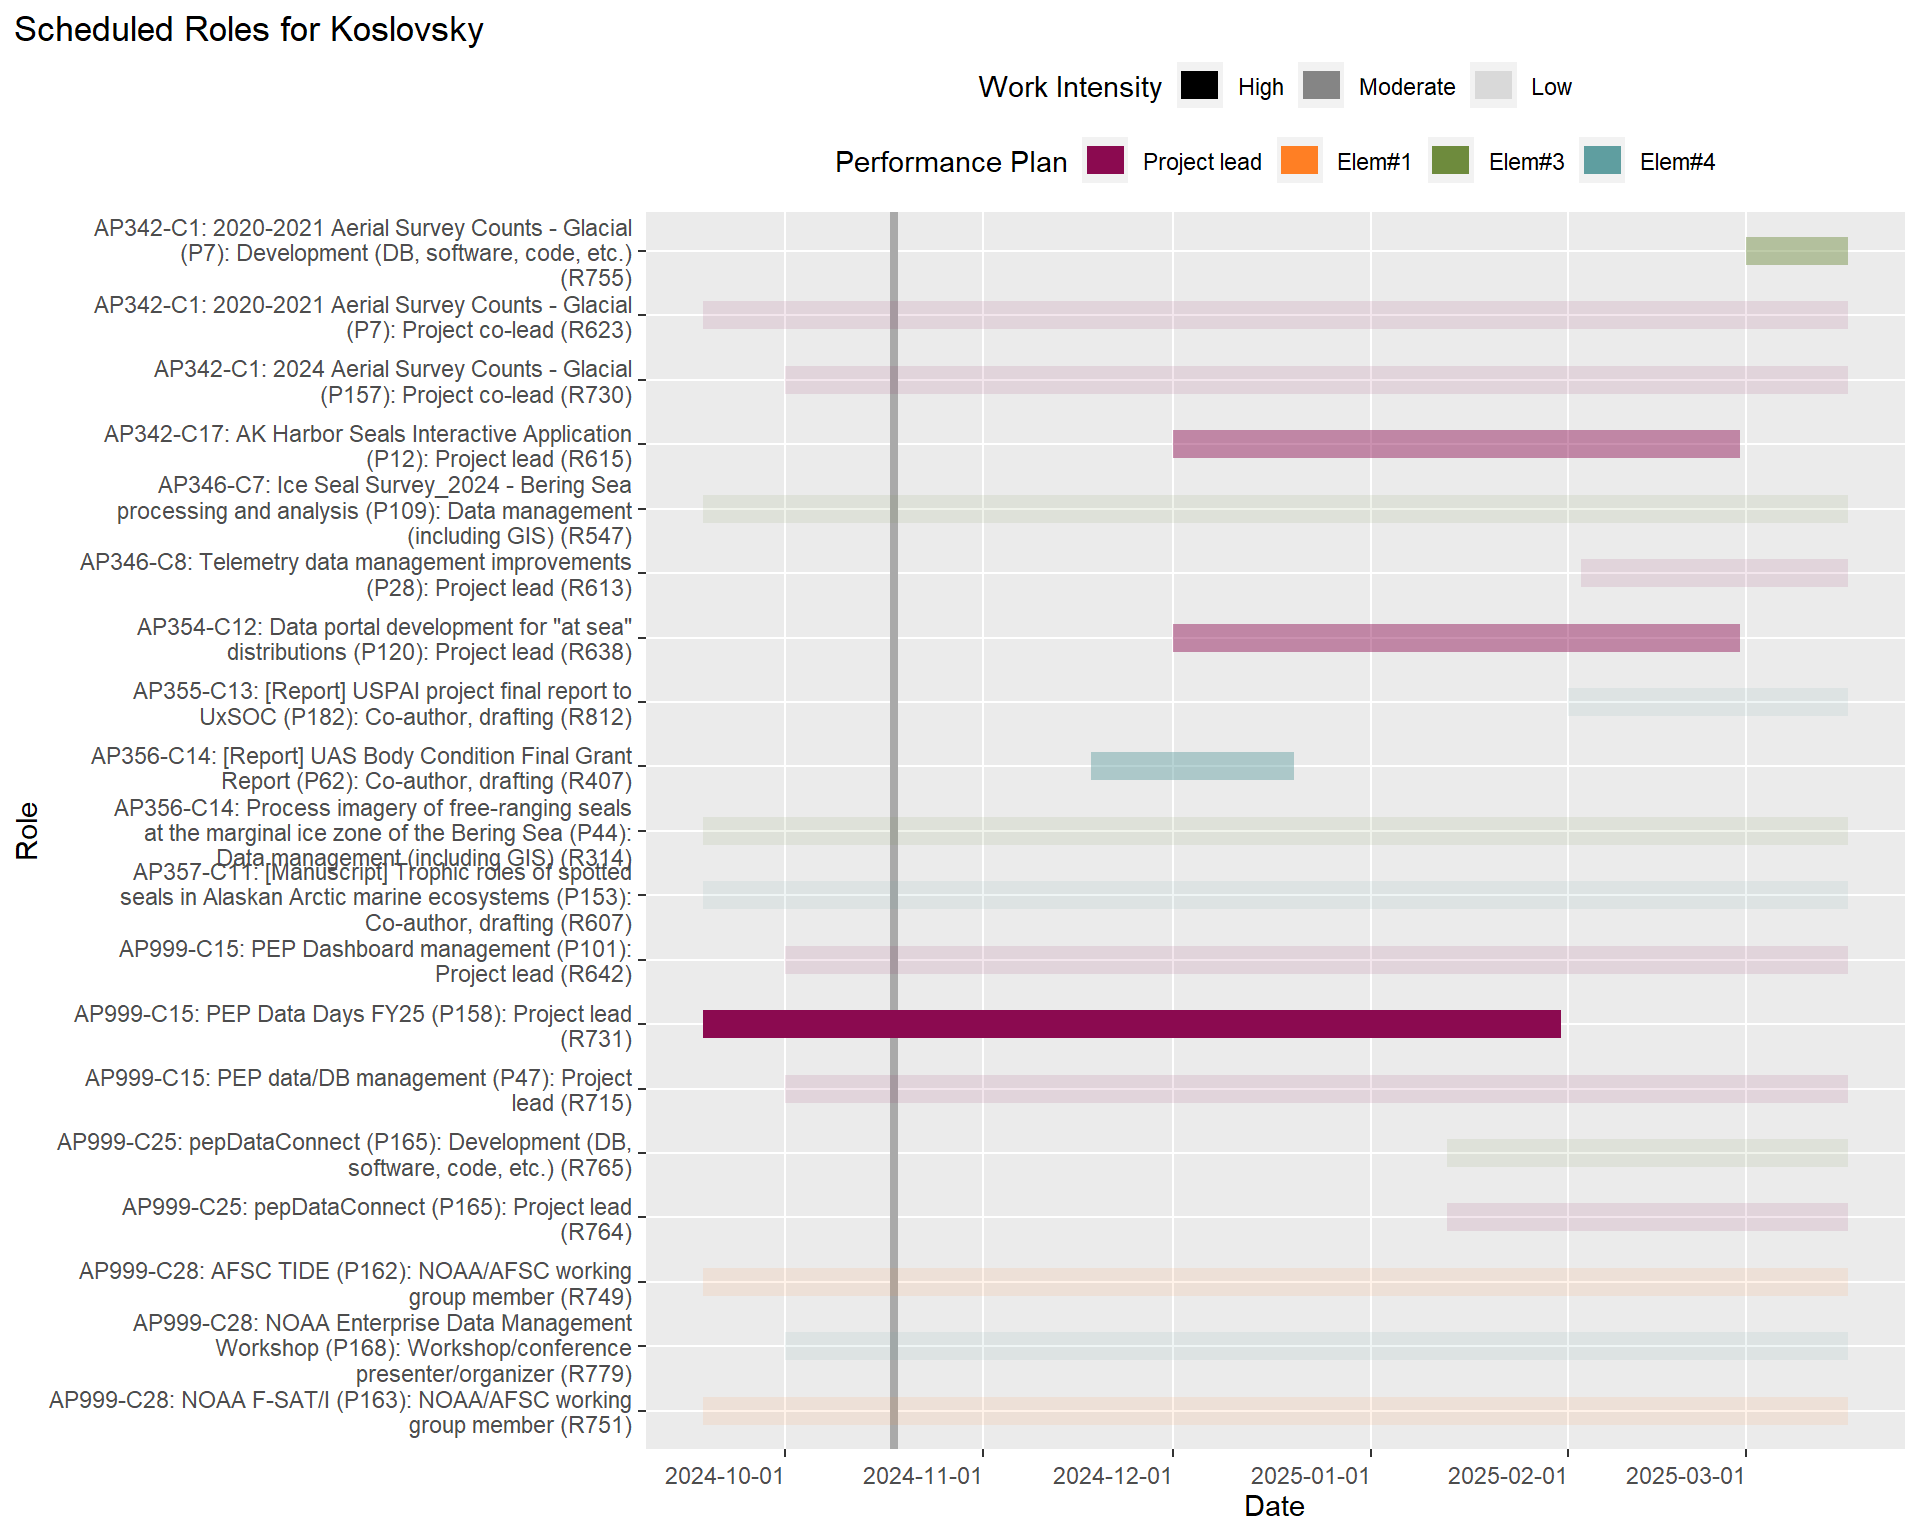 Scheduled Roles for Koslovsky
Work Intensity High Moderate Low
Performance Plan Project lead Elem#1 Elem#3 Elem#4
AP342-C1: 2020-2021 Aerial Survey Counts - Glacial
(P7): Development (DB, software, code, etc.)
(R755)
AP342-C1: 2020-2021 Aerial Survey Counts - Glacial
(P7): Project co-lead (R623)
AP342-C1: 2024 Aerial Survey Counts - Glacial
(P157): Project co-lead (R730)
AP342-C17: AK Harbor Seals Interactive Application
(P12): Project lead (R615)
AP346-C7: Ice Seal Survey_2024 - Bering Sea
processing and analysis (P109): Data management
(including GIS) (R547)
AP346-C8: Telemetry data management improvements
(P28): Project lead (R613)
AP354-C12: Data portal development for "at sea"
distributions (P120): Project lead (R638)
AP355-C13: [Report] USPAI project final report to
UxSOC (P182): Co-author, drafting (R812)
AP356-C14: [Report] UAS Body Condition Final Grant
Report (P62): Co-author, drafting (R407)
AP356-C14: Process imagery of free-ranging seals
at the marginal ice zone of the Bering Sea (P44):
Data management (including GIS) (R314)
AP357-C11: [Manuscript] Trophic roles of spotted
seals in Alaskan Arctic marine ecosystems (P153):
Co-author, drafting (R607)
AP999-C15: PEP Dashboard management (P101):
Project lead (R642)
AP999-C15: PEP Data Days FY25 (P158): Project lead
(R731)
AP999-C15: PEP data/DB management (P47): Project
lead (R715)
AP999-C25: pepDataConnect (P165): Development (DB,
software, code, etc.) (R765)
AP999-C25: pepDataConnect (P165): Project lead
(R764)
AP999-C28: AFSC TIDE (P162): NOAA/AFSC working
group member (R749)
AP999-C28: NOAA Enterprise Data Management
Workshop (P168): Workshop/conference
presenter/organizer (R779)
AP999-C28: NOAA F-SAT/I (P163): NOAA/AFSC working
group member (R751)
Role
2024-10-01 2024-11-01 2024-12-01 2025-01-01 2025-02-01 2025-03-01
Date